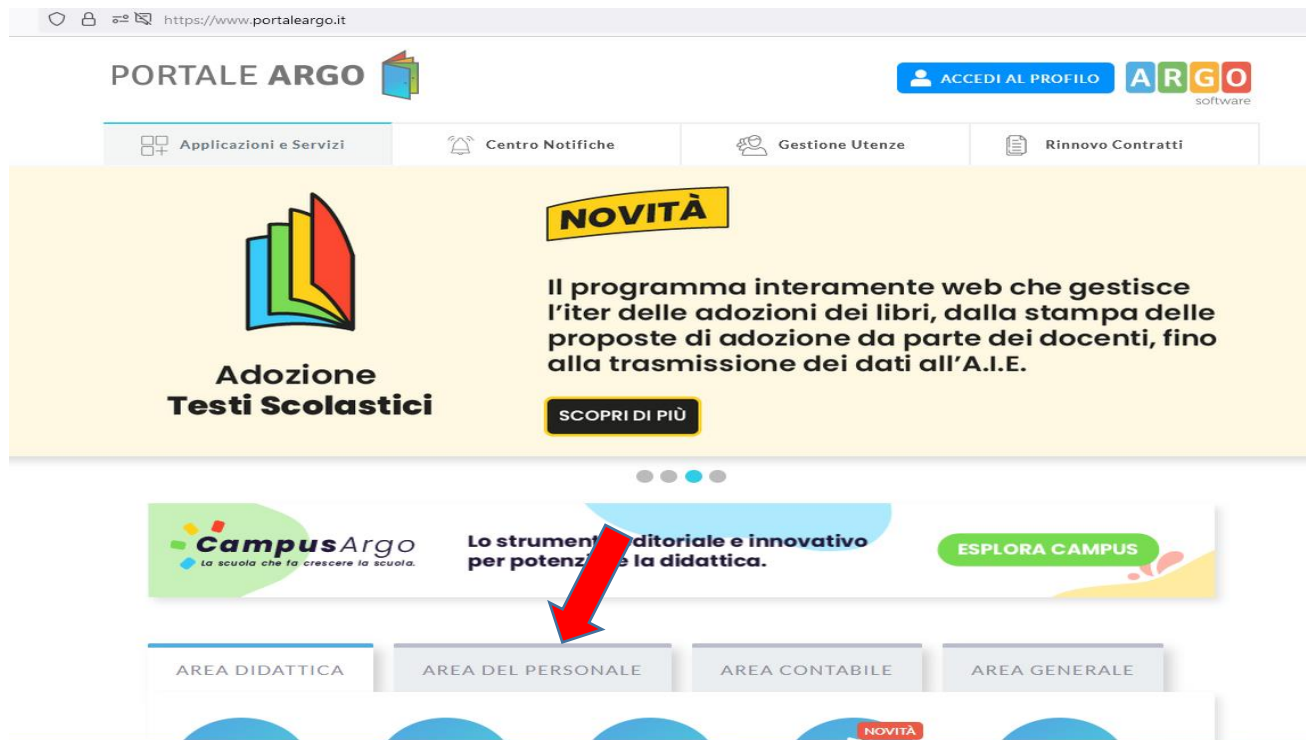 https://www.portaleargo.it
PORTALE ARGO
ACCEDI AL PROFILO
ARGO
software
Applicazioni e Servizi
Centro Notifiche
Gestione Utenze
Rinnovo Contratti
NOVITÀ
Il programma interamente web che gestisce
l’iter delle adozioni dei libri, dalla stampa delle
proposte di adozione da parte dei docenti, fino
alla trasmissione dei dati all’A.I.E.
Adozione
Testi Scolastici
SCOPRI DI PIÙ
CampusArgo
La scuola che fa crescere la scuola.
Lo innovativo
per la didattica.
ESPLORA CAMPUS
AREA DIDATTICA
AREA DEL PERSONALE
AREA CONTABILE
AREA GENERALE
NOVITÀ